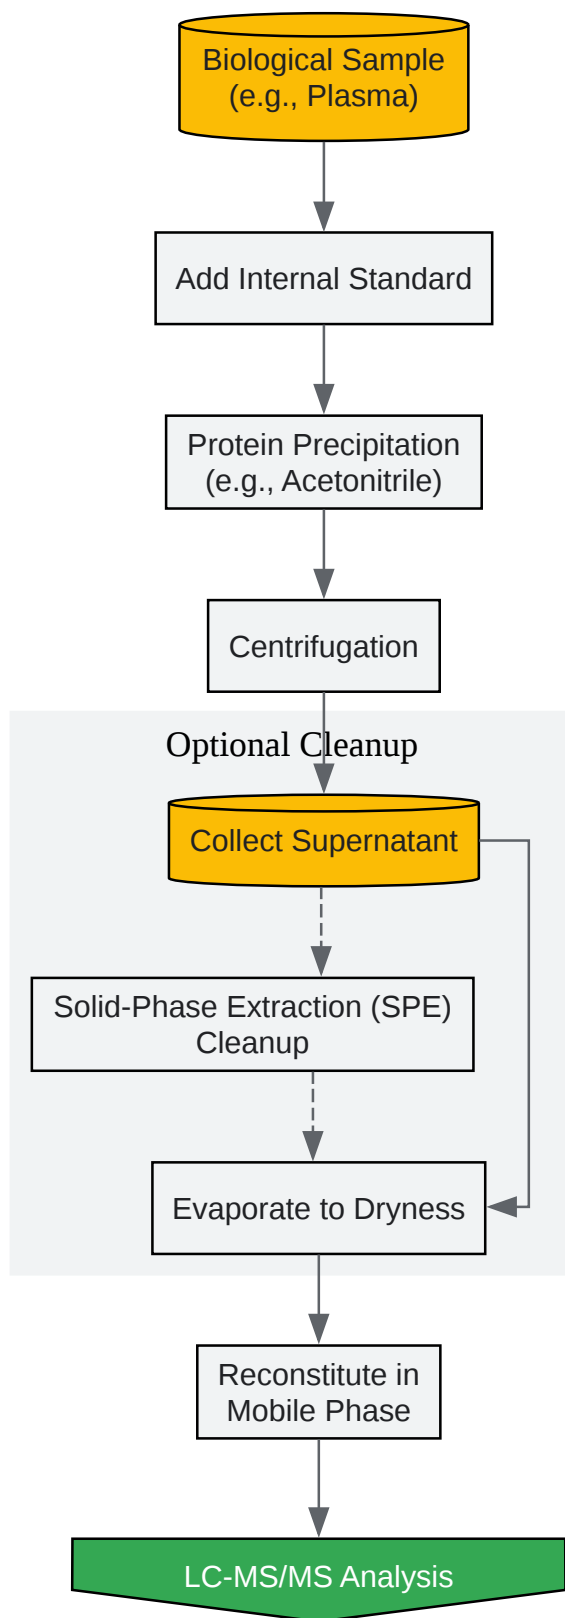 Biological Sample
(e.g., Plasma)
Add Internal Standard
Protein Precipitation
(e.g., Acetonitrile)
Centrifugation
Optional Cleanup
Collect Supernatant
Solid-Phase Extraction (SPE)
Cleanup
Evaporate to Dryness
Reconstitute in
Mobile Phase
LC-MS/MS Analysis